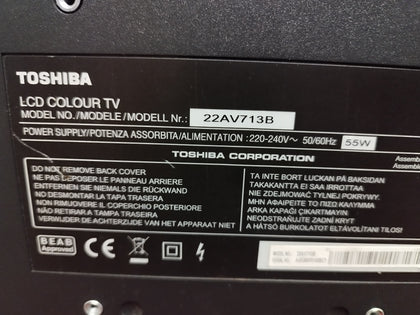 TOSHIBA
LCD COLOUR TV
MODEL NO./MODELE/MODELL Nr.: 22AV713B
POWER SUPPLY/POTENZA ASSORBITA/ALIMENTATION : 220-240V~ 50/60Hz 55W
TOSHIBA CORPORATION
Assemb
Assembl
DO NOT REMOVE BACK COVER
NE PAS DEPOSER LE PANNEAU ARRIERE
ENTFERNEN SIE NIEMALS DIE RÜCKWAND
NO DESMONTAR LA TAPA TRASERA
NON RIMUOVERE IL COPERCHIO POSTERIORE
NÃO RETIRAR A TAMPA TRASEIRA
VERWIJDER DE ACHTERZIJDE VAN HET APPARAAT NIET
TA INTE BORT LUCKAN PÅ BAKSIDAN
TAKAKANTTA EI SAA IRROTTAA
NIE ZDEJMOWAĆ TYLNEJ POKRYWY.
ΜΗΝ ΑΦΑΙΡΕΙΤΕ ΤΟ ΠΙΣΩ ΚΑΛΥΜΜΑ
ARKA KAPAĞI ÇIKARTMAYIN.
NEODSTRAŇUJTE ZADNÍ KRYT
A HÁTSÓ BURKOLATOT ELTÁVOLÍTANI TILOS!
BEAB
Approved
CE